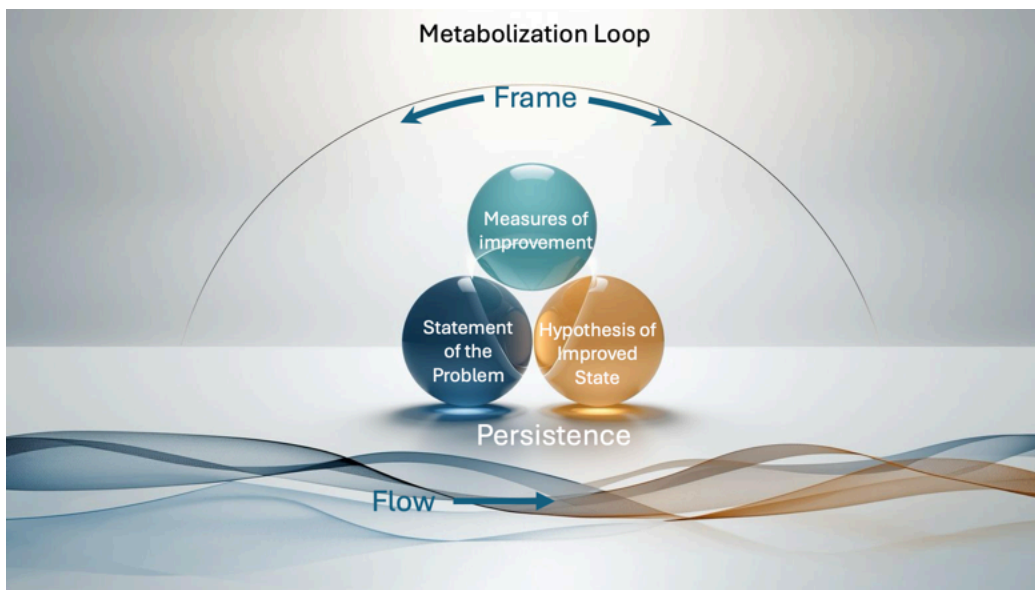 Metabolization Loop
Frame
Measures of
improvement
Statement
of the
Problem
Hypothesis of
Improved
State
Persistence
Flow